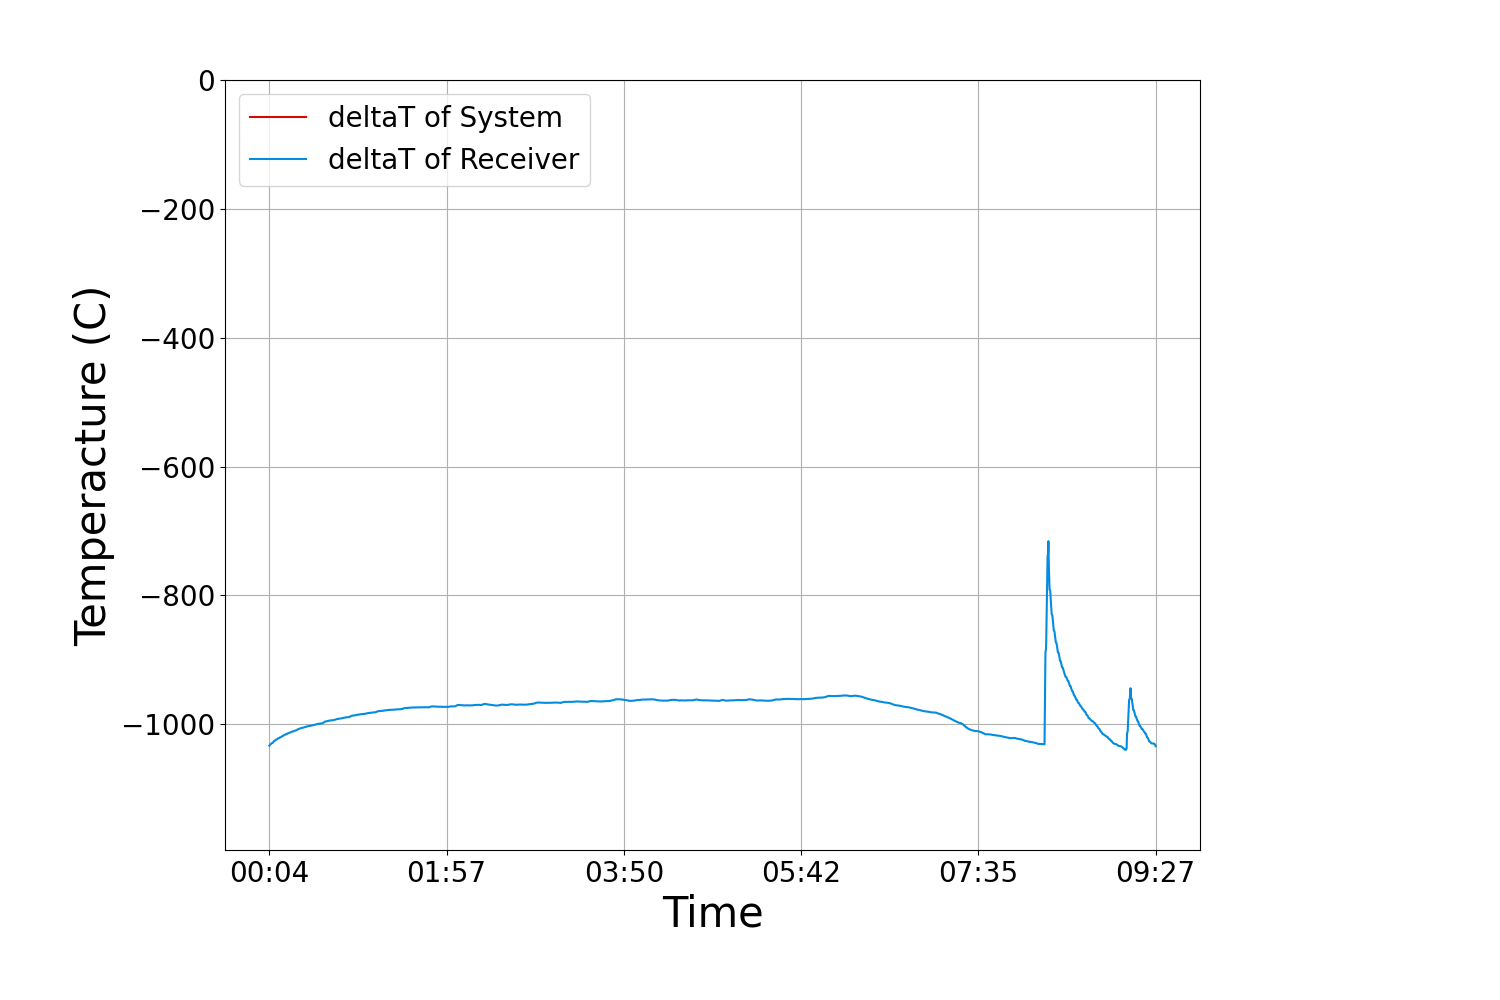 0
deltaT of System
deltaT of Receiver
−200
−400
−600
−800
−1000
Temperacture (C)
00:04 01:57 03:50 05:42 07:35 09:27
Time